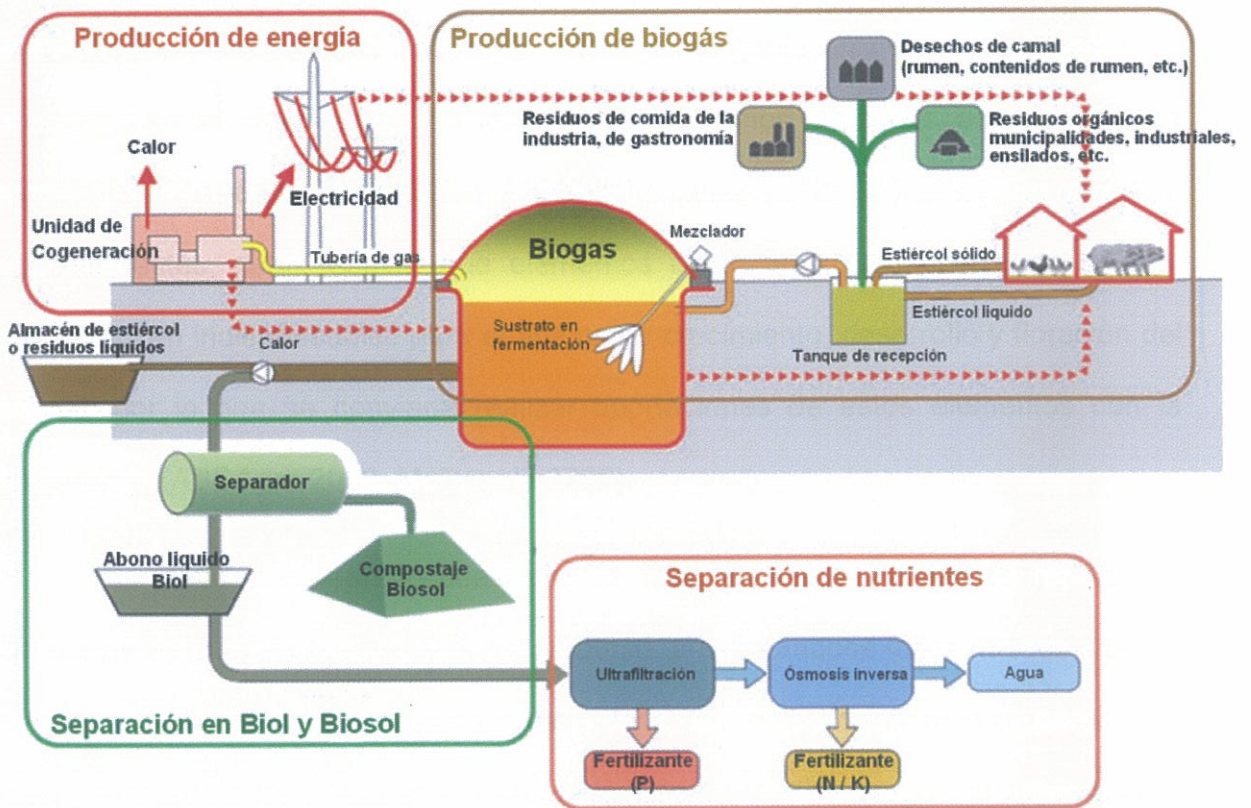 Producción de energía
Producción de biogás
Desechos de camal
(rumen, contenidos de rumen, etc.)
Residuos de comida de la
industria, de gastronomía
Residuos orgánicos
municipalidades, industriales,
ensilados, etc.
Calor
Electricidad
Unidad de
Cogeneración
Tubería de gas
Biogas
Mezclador
Estiércol sólido
Estiércol liquido
Sustrato en
fermentación
Tanque de recepción
Almacén de estiércol
o residuos líquidos
Calor
Separador
Abono líquido
Biol
Compostaje
Biosol
Separación en Biol y Biosol
Separación de nutrientes
Ultrafiltración
Ósmosis inversa
Agua
Fertilizante
(P)
Fertilizante
(N / K)